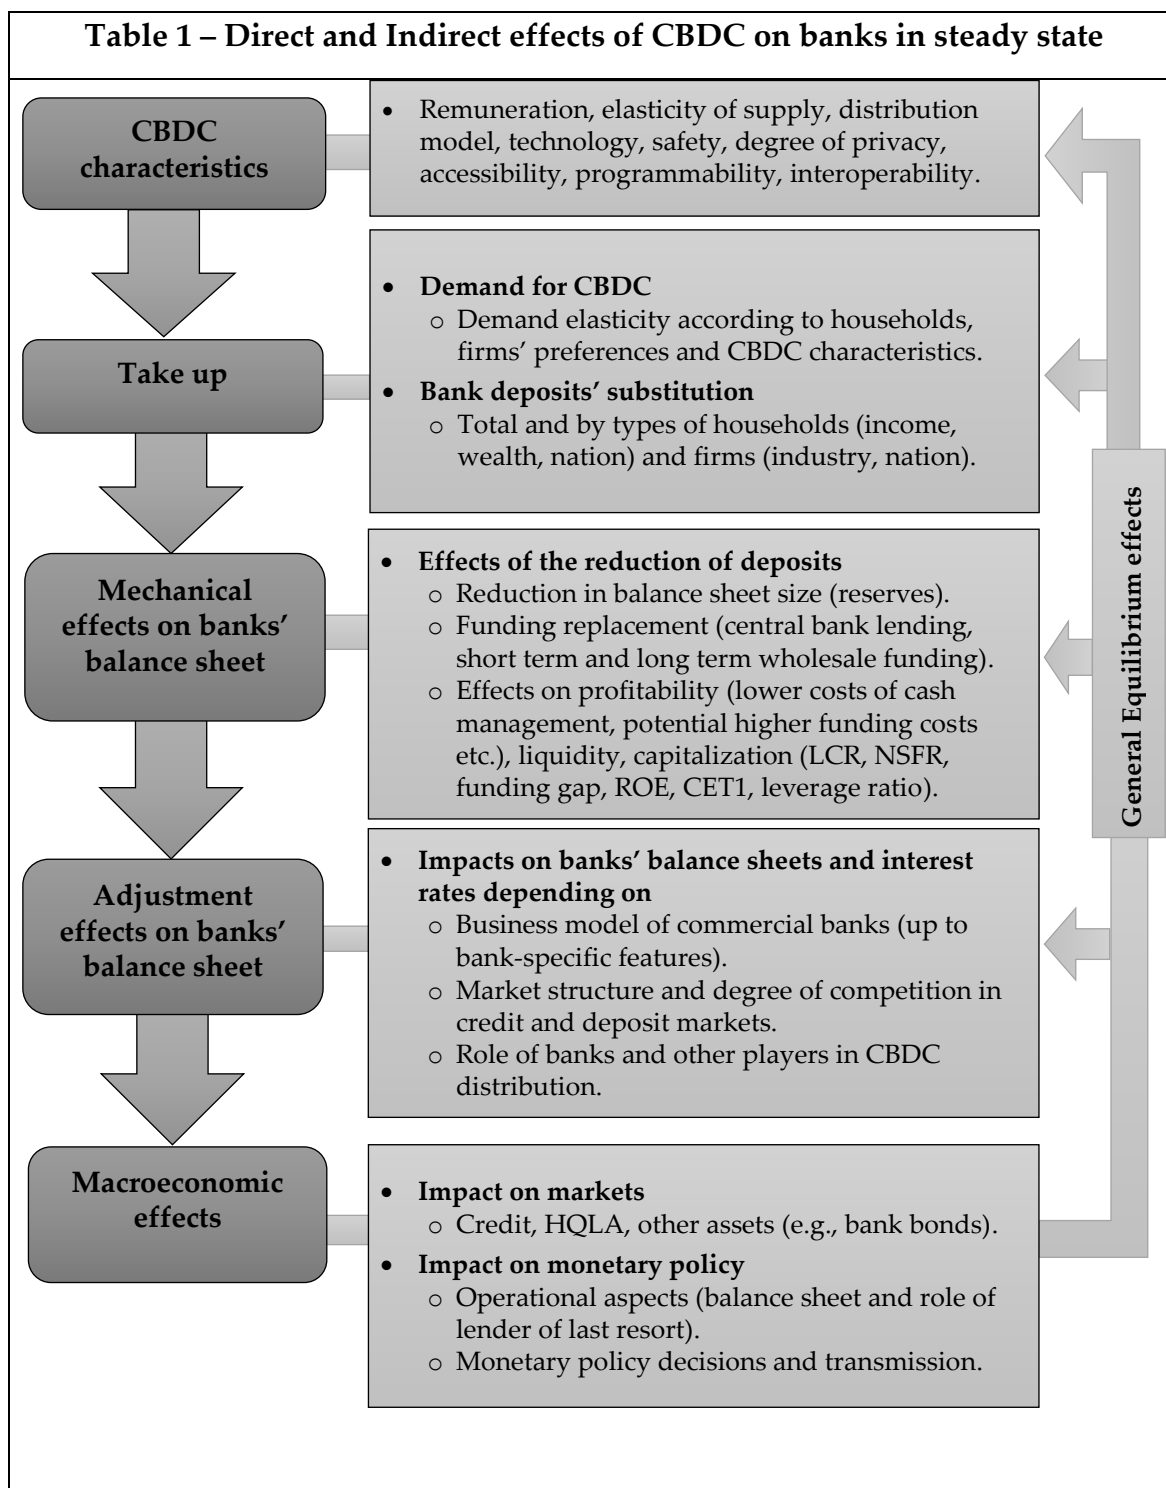 Table 1 – Direct and Indirect effects of CBDC on banks in steady state
CBDC
characteristics
• Remuneration, elasticity of supply, distribution
model, technology, safety, degree of privacy,
accessibility, programmability, interoperability.
Take up
• Demand for CBDC
o Demand elasticity according to households,
firms’ preferences and CBDC characteristics.
• Bank deposits’ substitution
o Total and by types of households (income,
wealth, nation) and firms (industry, nation).
Mechanical
effects on banks’
balance sheet
• Effects of the reduction of deposits
o Reduction in balance sheet size (reserves).
o Funding replacement (central bank lending,
short term and long term wholesale funding).
o Effects on profitability (lower costs of cash
management, potential higher funding costs
etc.), liquidity, capitalization (LCR, NSFR,
funding gap, ROE, CET1, leverage ratio).
Adjustment
effects on banks’
balance sheet
• Impacts on banks’ balance sheets and interest
rates depending on
o Business model of commercial banks (up to
bank-specific features).
o Market structure and degree of competition in
credit and deposit markets.
o Role of banks and other players in CBDC
distribution.
Macroeconomic
effects
• Impact on markets
o Credit, HQLA, other assets (e.g., bank bonds).
• Impact on monetary policy
o Operational aspects (balance sheet and role of
lender of last resort).
o Monetary policy decisions and transmission.
General Equilibrium effects